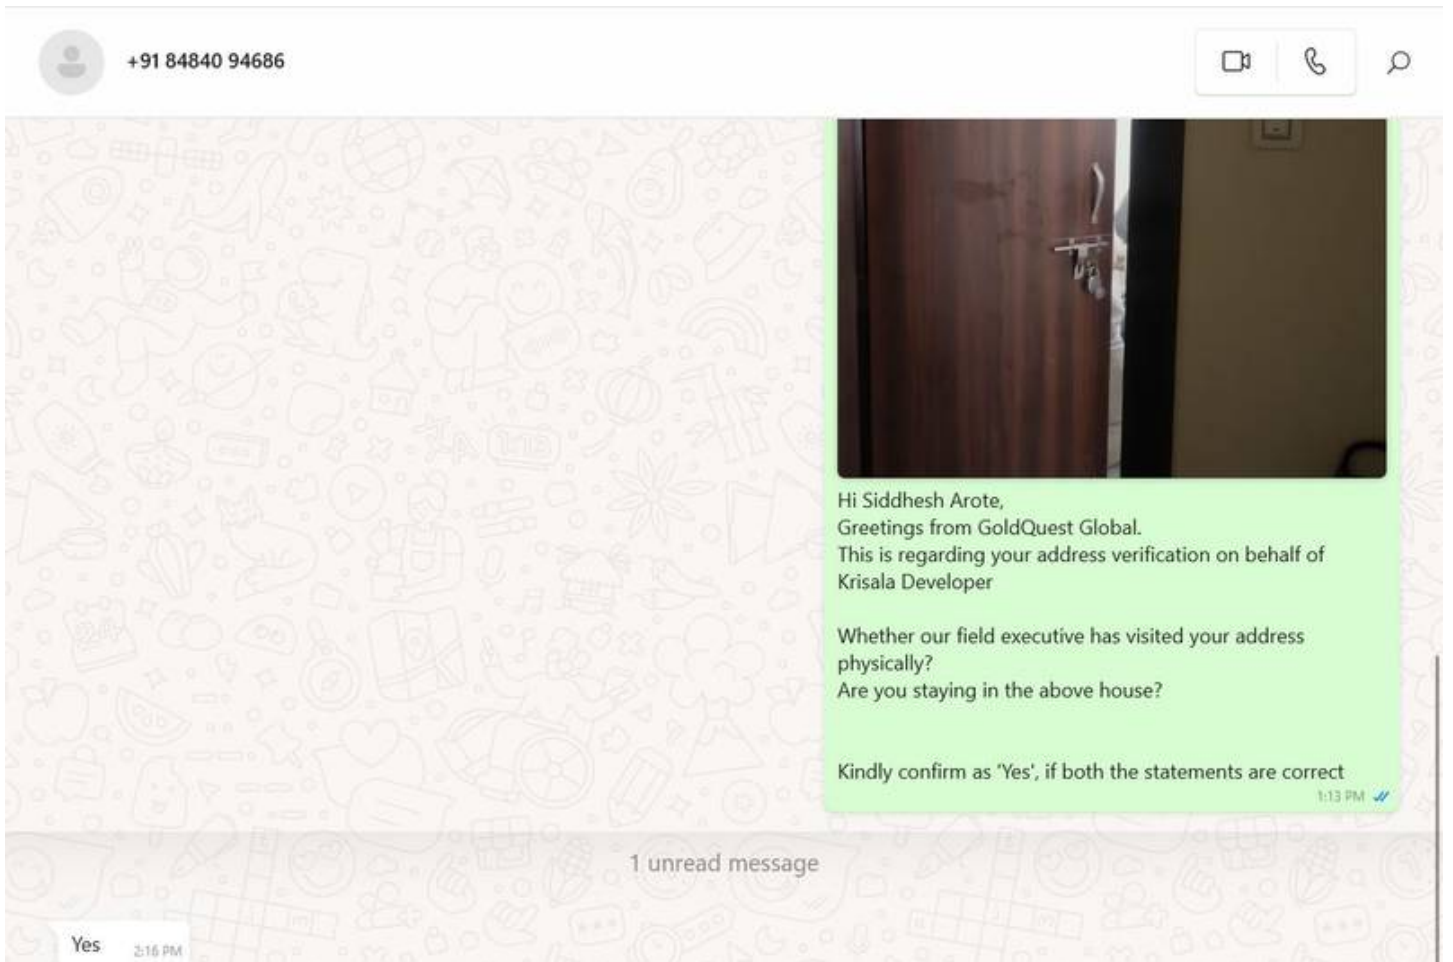 +91 84840 94686
Hi Siddhesh Arote,
Greetings from GoldQuest Global.
This is regarding your address verification on behalf of
Krisala Developer
Whether our field executive has visited your address
physically?
Are you staying in the above house?
Kindly confirm as 'Yes', if both the statements are correct
1:13 PM
1 unread message
Yes
2:16 PM